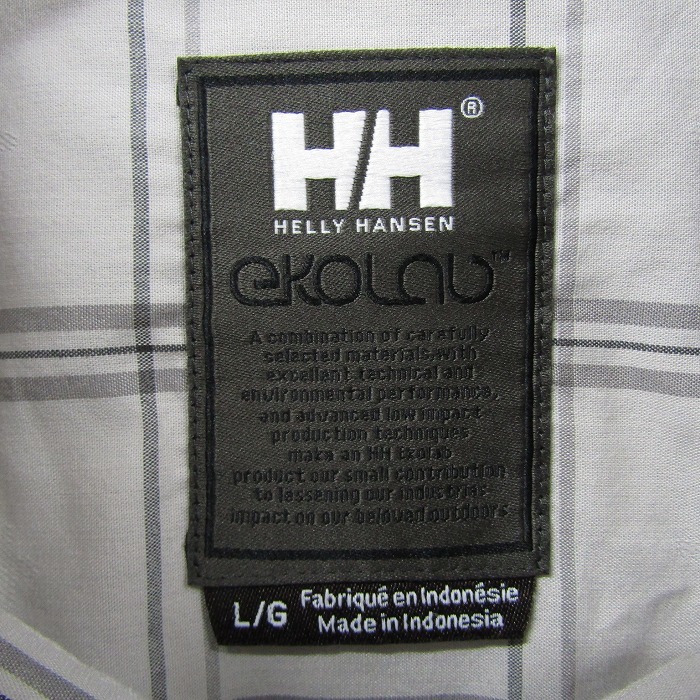 HH®
HELLY HANSEN
ekolab™
A combination of carefully
selected materials, with
excellent technical and
environmental performance,
and advanced low impact
production techniques
make an HH Ekolab
product our small contribution
to lessening our industries
impact on our beloved outdoors
L/G Fabriqué en Indonésie
Made in Indonesia